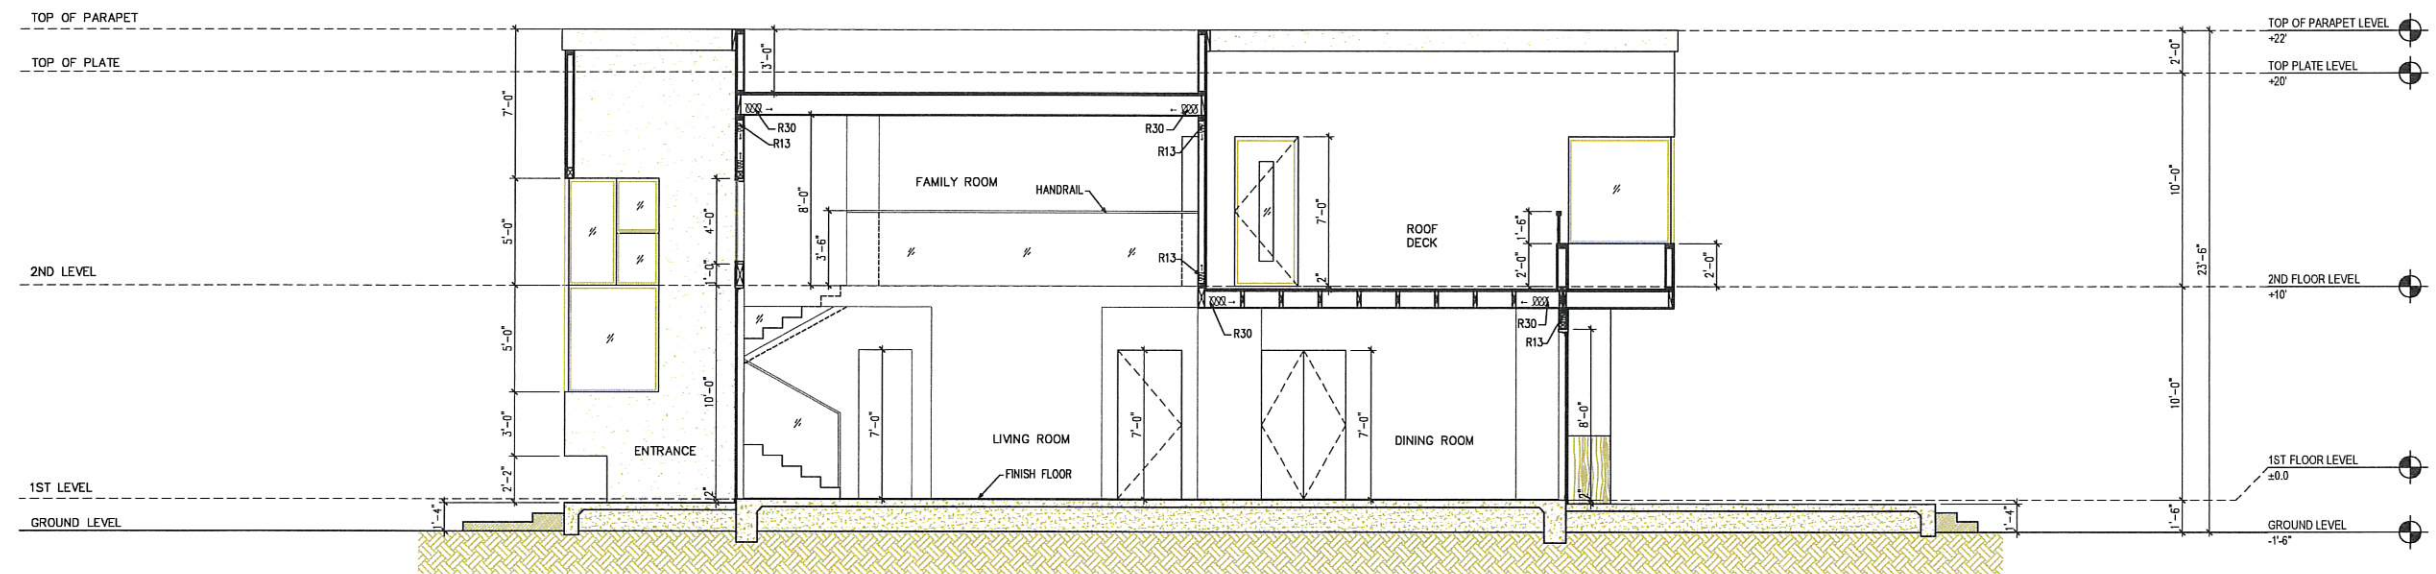 TOP OF PARAPET
TOP OF PLATE
2ND LEVEL
1ST LEVEL
GROUND LEVEL
7'-0"
5'-0"
5'-0"
3'-0"
2'-2"
1'-4"
ENTRANCE
4'-0"
1'-0"
10'-0"
2"
3'-0"
R30
R13
8'-0"
3'-6"
FAMILY ROOM
HANDRAIL
R30
R13
R13
7'-0"
LIVING ROOM
FINISH FLOOR
7'-0"
7'-0"
2"
ROOF
DECK
1'-6"
2'-0"
2'-0"
R30
R30
R13
7'-0"
DINING ROOM
8'-0"
2"
1'-4"
2'-0"
10'-0"
10'-0"
1'-6"
23'-6"
TOP OF PARAPET LEVEL
+22'
TOP PLATE LEVEL
+20'
2ND FLOOR LEVEL
+10'
1ST FLOOR LEVEL
±0.0
GROUND LEVEL
-1'-6"